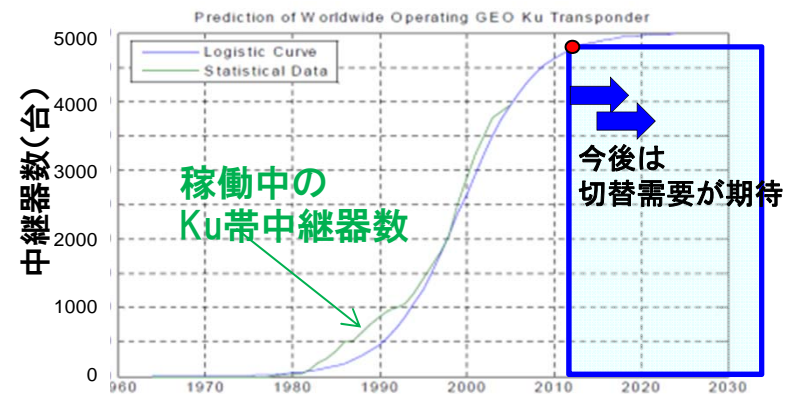 Prediction of Worldwide Operating GEO Ku Transponder
Logistic Curve
Statistical Data
中継器数(台)
5000
4000
3000
2000
1000
0
稼働中の
Ku帯中継器数
今後は
切替需要が期待
960
1970
1980
1990
2000
2010
2020
2030